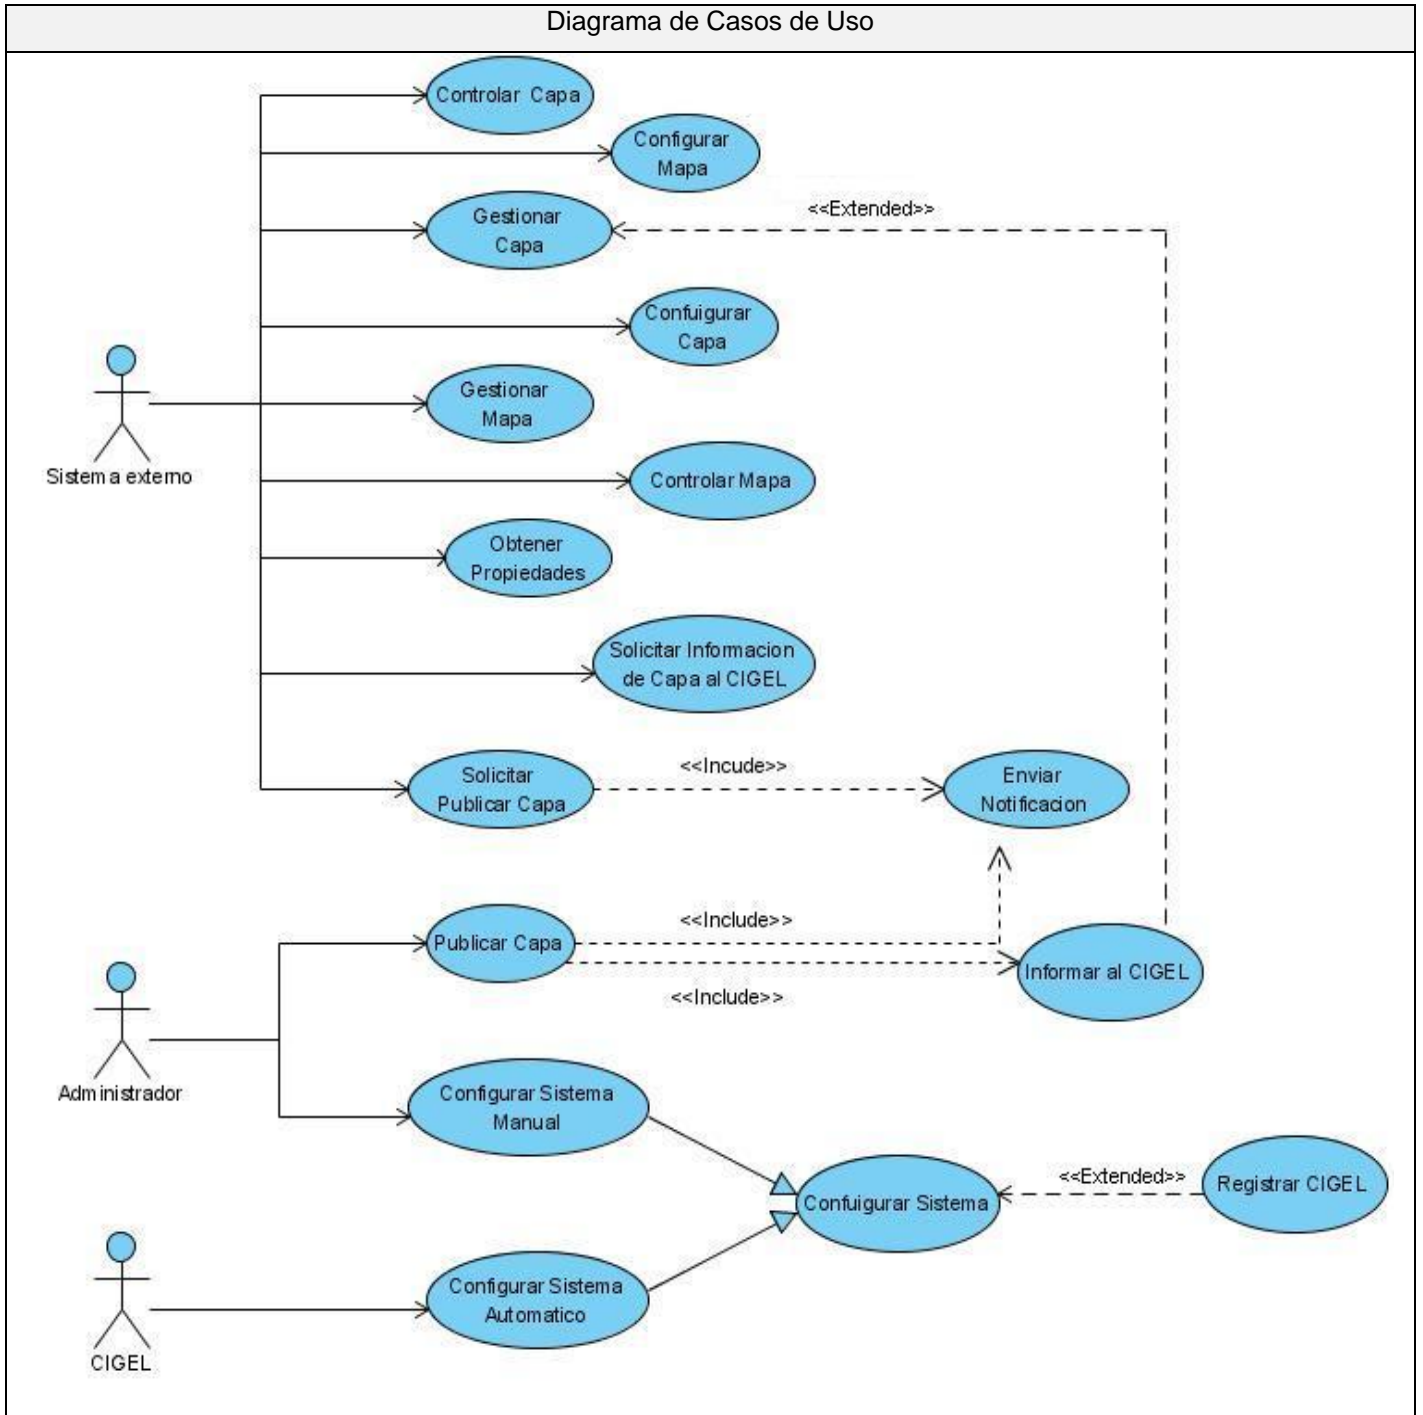 Diagrama de Casos de Uso
Controlar Capa
Configurar
Mapa
Gestionar
Capa
<<Extended>>
Confuigurar
Capa
Sistema externo
Gestionar
Mapa
Controlar Mapa
Obtener
Propiedades
Solicitar Informacion
de Capa al CIGEL
Solicitar
Publicar Capa
<<Incude>>
Enviar
Notificacion
Publicar Capa
<<Include>>
<<Include>>
Informar al CIGEL
Administrador
Configurar Sistema
Manual
Confuigurar Sistema
<<Extended>>
Registrar CIGEL
Configurar Sistema
Automatico
CIGEL